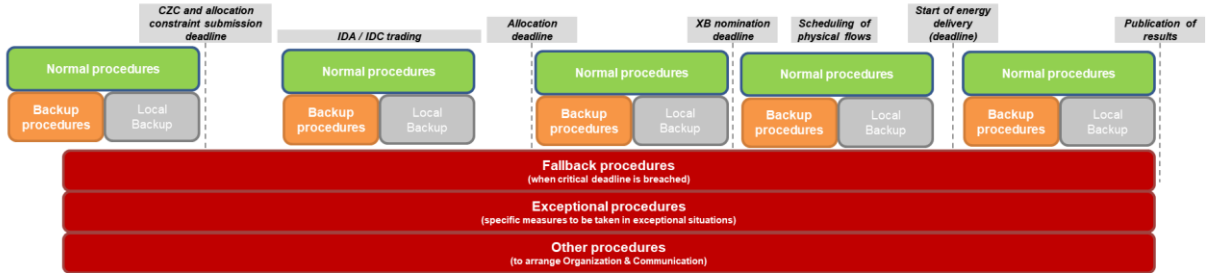 CZC and allocation
constraint submission
deadline
IDA / IDC trading
Allocation
deadline
XB nomination
deadline
Scheduling of
physical flows
Start of energy
delivery
(deadline)
Publication of
results
Normal procedures
Normal procedures
Normal procedures
Normal procedures
Normal procedures
Backup
procedures
Local
Backup
Backup
procedures
Local
Backup
Backup
procedures
Local
Backup
Backup
procedures
Local
Backup
Backup
procedures
Local
Backup
Fallback procedures
(when critical deadline is breached)
Exceptional procedures
(specific measures to be taken in exceptional situations)
Other procedures
(to arrange Organization & Communication)